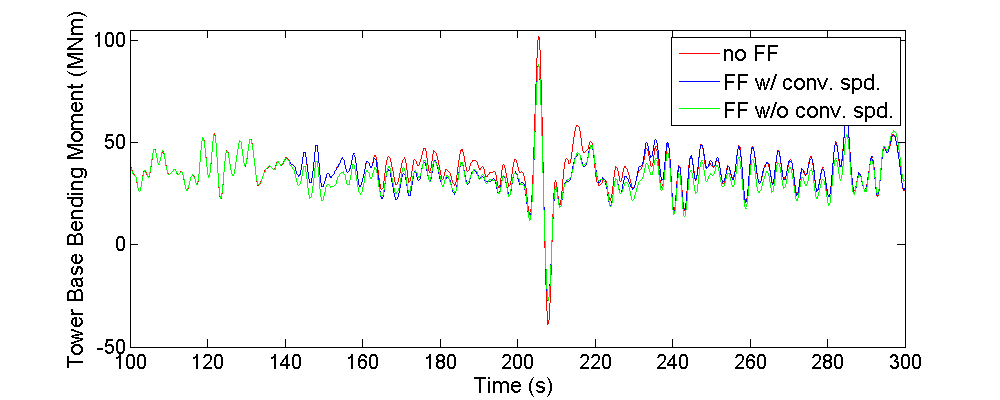 Tower Base Bending Moment (MNm)
100
50
0
-50
no FF
FF w/ conv. spd.
FF w/o conv. spd.
100 120 140 160 180 200 220 240 260 280 300
Time (s)